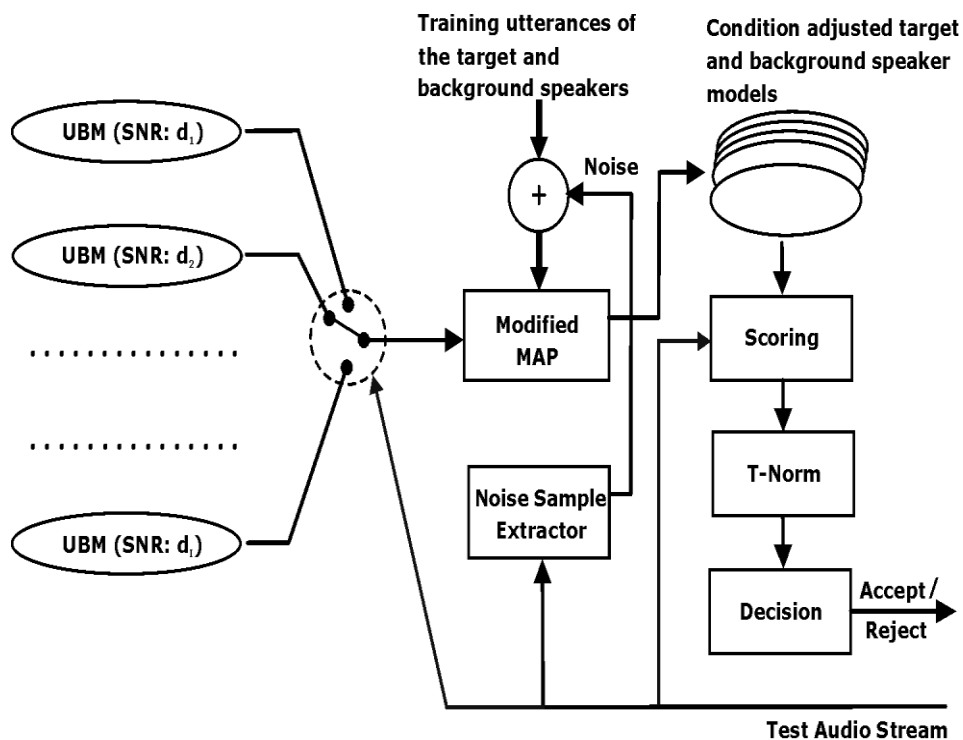 Training utterances of
the target and
background speakers
Condition adjusted target
and background speaker
models
UBM (SNR: d₁)
Noise
+
UBM (SNR: d₂)
Modified
MAP
Scoring
T-Norm
Noise Sample
Extractor
UBM (SNR: dI)
Decision
Accept/
Reject
Test Audio Stream